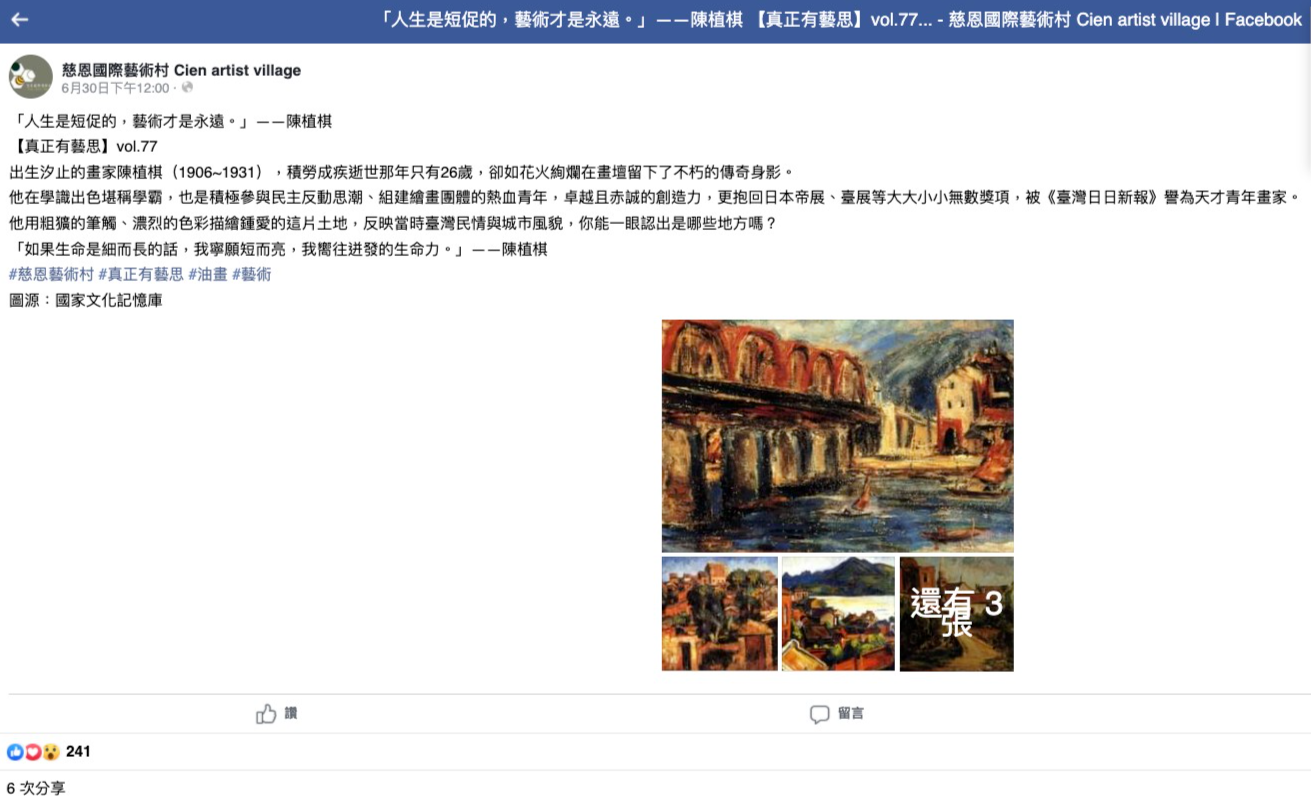 「人生是短促的，藝術才是永遠。」——陳植棋 【真正有藝思】vol.77... - 慈恩國際藝術村 Cien artist village | Facebook
慈恩國際藝術村 Cien artist village
6月30日下午12:00 ·
「人生是短促的，藝術才是永遠。」——陳植棋
【真正有藝思】vol.77
出生汐止的畫家陳植棋（1906~1931），積勞成疾逝世那年只有26歲，卻如花火絢爛在畫壇留下了不朽的傳奇身影。
他在學識出色堪稱學霸，也是積極參與民主反動思潮、組建繪畫團體的熱血青年，卓越且赤誠的創造力，更抱回日本帝展、臺展等大大小小無數獎項，被《臺灣日日新報》譽為天才青年畫家。
他用粗獷的筆觸、濃烈的色彩描繪鍾愛的這片土地，反映當時臺灣民情與城市風貌，你能一眼認出是哪些地方嗎？
「如果生命是細而長的話，我寧願短而亮，我嚮往迸發的生命力。」——陳植棋
#慈恩藝術村 #真正有藝思 #油畫 #藝術
圖源：國家文化記憶庫
還有 3
張
讚
留言
241
6 次分享